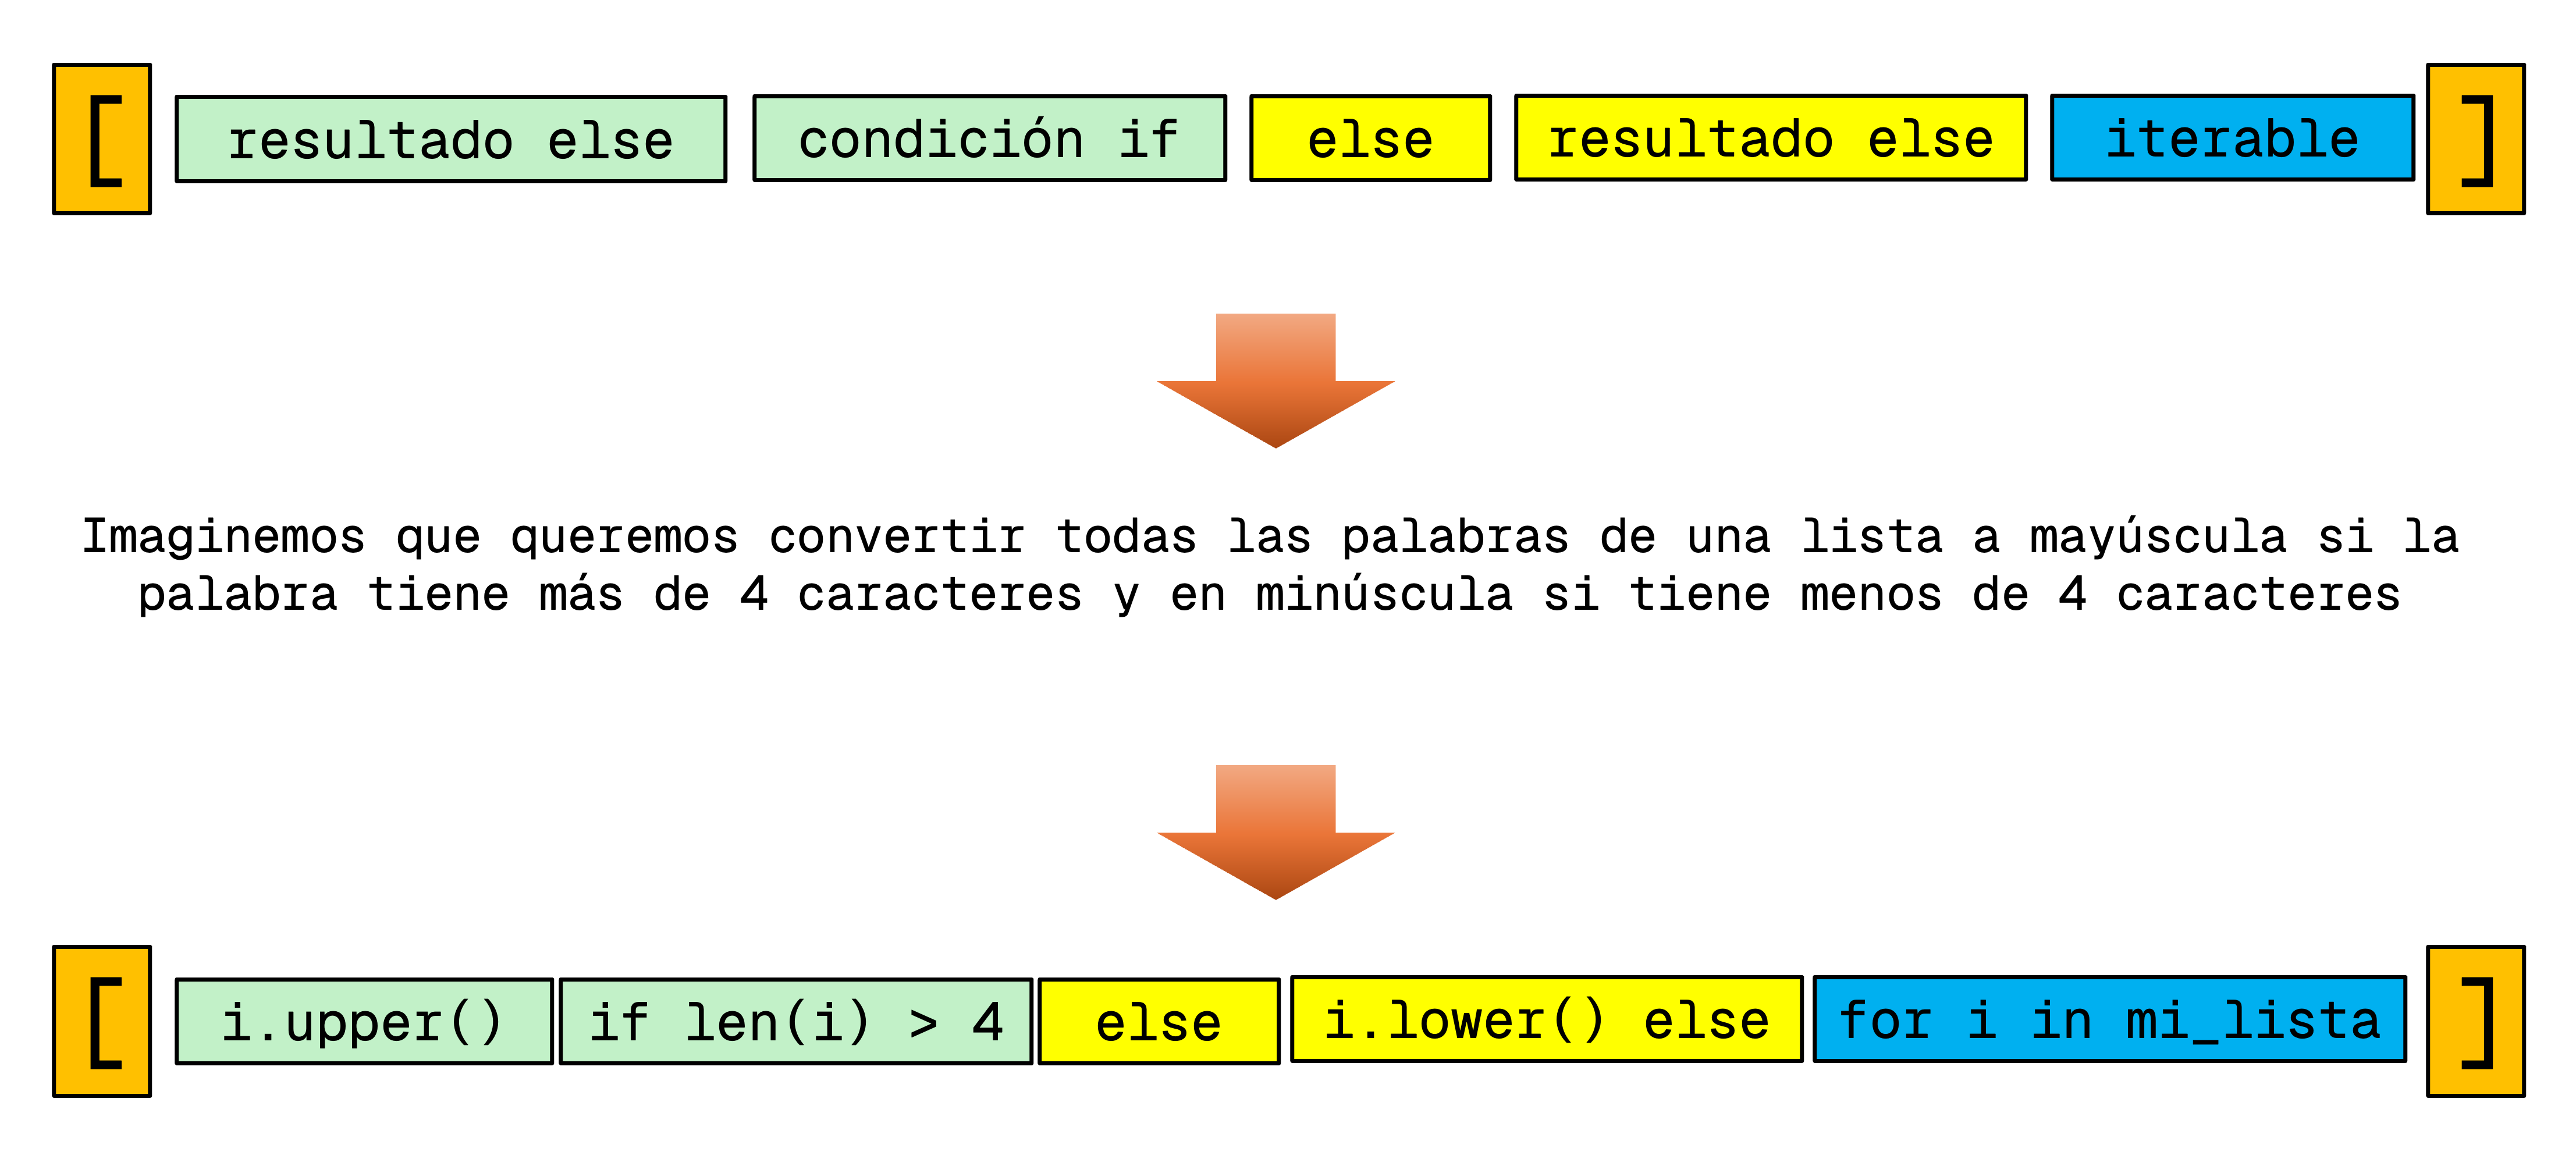 [ resultado else condición if else resultado else iterable ]
Imaginemos que queremos convertir todas las palabras de una lista a mayúscula si la
palabra tiene más de 4 caracteres y en minúscula si tiene menos de 4 caracteres
[ i.upper() if len(i) > 4 else i.lower() else for i in mi_lista ]